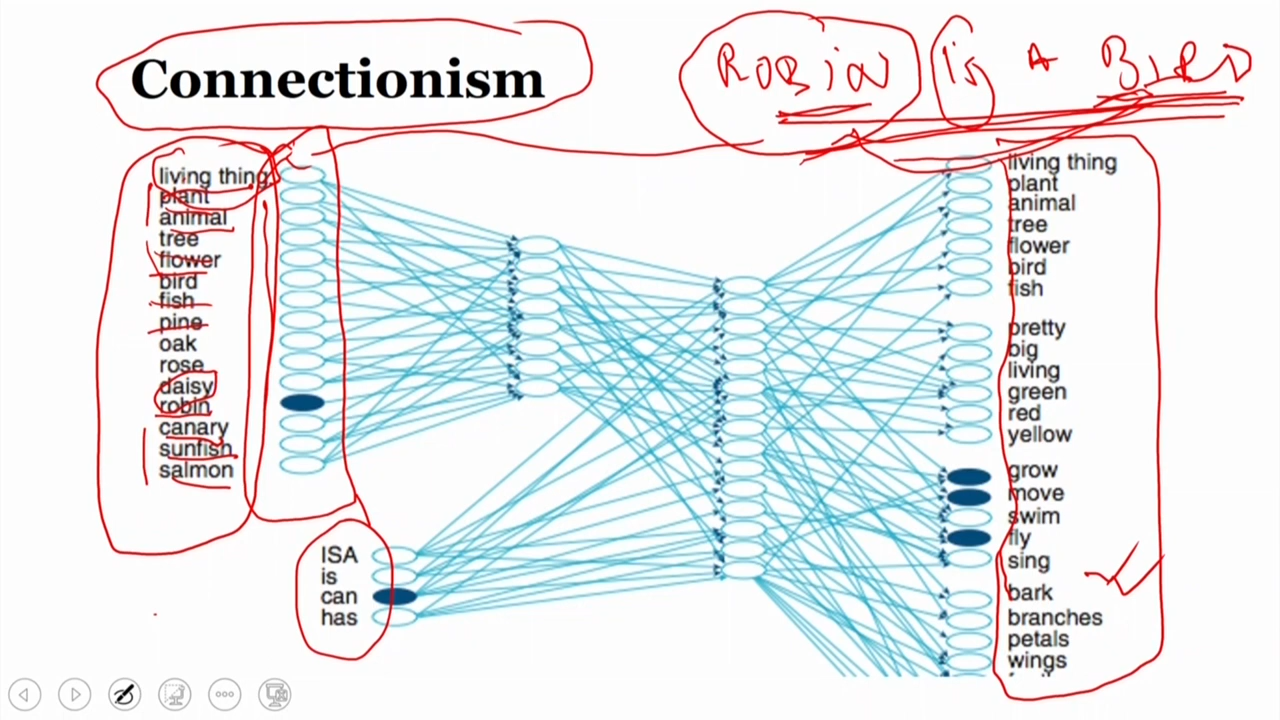 Connectionism
ROBIN is A BIRD
living thing
plant
animal
tree
flower
bird
fish
pine
oak
rose
daisy
robin
canary
sunfish
salmon
ISA
is
can
has
living thing
plant
animal
tree
flower
bird
fish
pretty
big
living
green
red
yellow
grow
move
swim
fly
sing
bark
branches
petals
wings